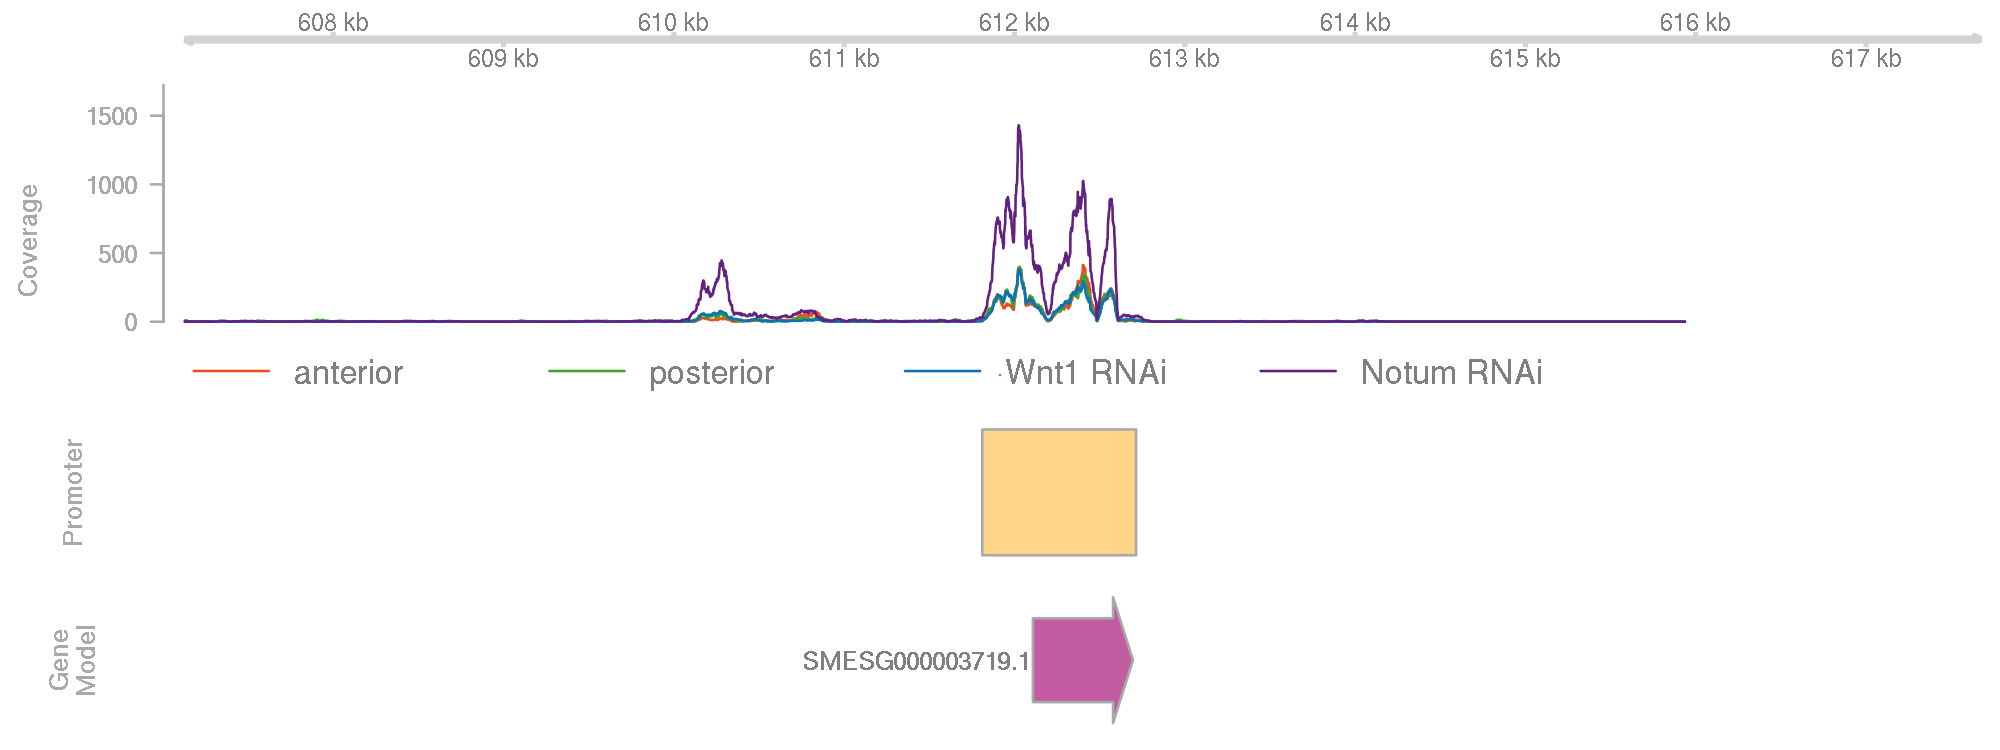 608 kb 610 kb 612 kb 614 kb 616 kb
609 kb 611 kb 613 kb 615 kb 617 kb
Coverage
1500
1000
500
0
anterior posterior Wnt1 RNAi Notum RNAi
Promoter
Gene
Model
SMESG000003719.1